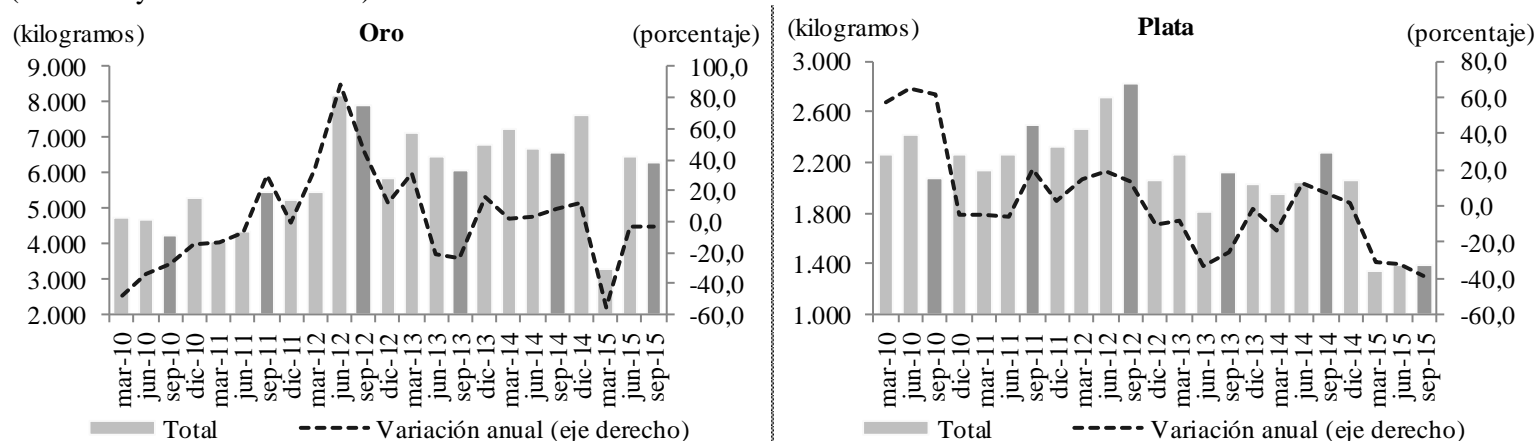 (kilogramos) Oro (porcentaje)
9.000 100,0
8.000 80,0
7.000 60,0
6.000 40,0
5.000 20,0
4.000 0,0
3.000 -20,0
2.000 -40,0
-60,0
mar-10
jun-10
sep-10
dic-10
mar-11
jun-11
sep-11
dic-11
mar-12
jun-12
sep-12
dic-12
mar-13
jun-13
sep-13
dic-13
mar-14
jun-14
sep-14
dic-14
mar-15
jun-15
sep-15
Total Variación anual (eje derecho)
(kilogramos) Plata (porcentaje)
3.000 80,0
2.600 60,0
2.200 40,0
1.800 20,0
1.400 0,0
1.000 -20,0
-40,0
-60,0
mar-10
jun-10
sep-10
dic-10
mar-11
jun-11
sep-11
dic-11
mar-12
jun-12
sep-12
dic-12
mar-13
jun-13
sep-13
dic-13
mar-14
jun-14
sep-14
dic-14
mar-15
jun-15
sep-15
Total Variación anual (eje derecho)